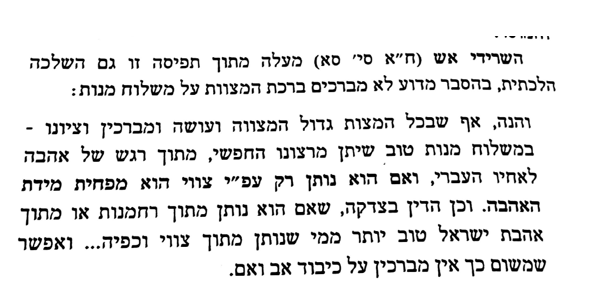 השרידי אש (ח״א סי׳ סא) מעלה מתוך תפיסה זו גם השלכה
הלכתית, בהסבר מדוע לא מברכים ברכת המצוות על משלוח מנות:
והנה, אף שבכל המצות גדול המצווה ועושה ומברכין וציונו -
במשלוח מנות טוב שיתן מרצונו החפשי, מתוך רגש של אהבה
לאחיו העברי, ואם הוא נותן רק עפ״י צווי הוא מפחית מידת
האהבה. וכן הדין בצדקה, שאם הוא נותן מתוך רחמנות או מתוך
אהבת ישראל טוב יותר ממי שנותן מתוך צווי וכפיה... ואפשר
שמשום כך אין מברכין על כיבוד אב ואם.